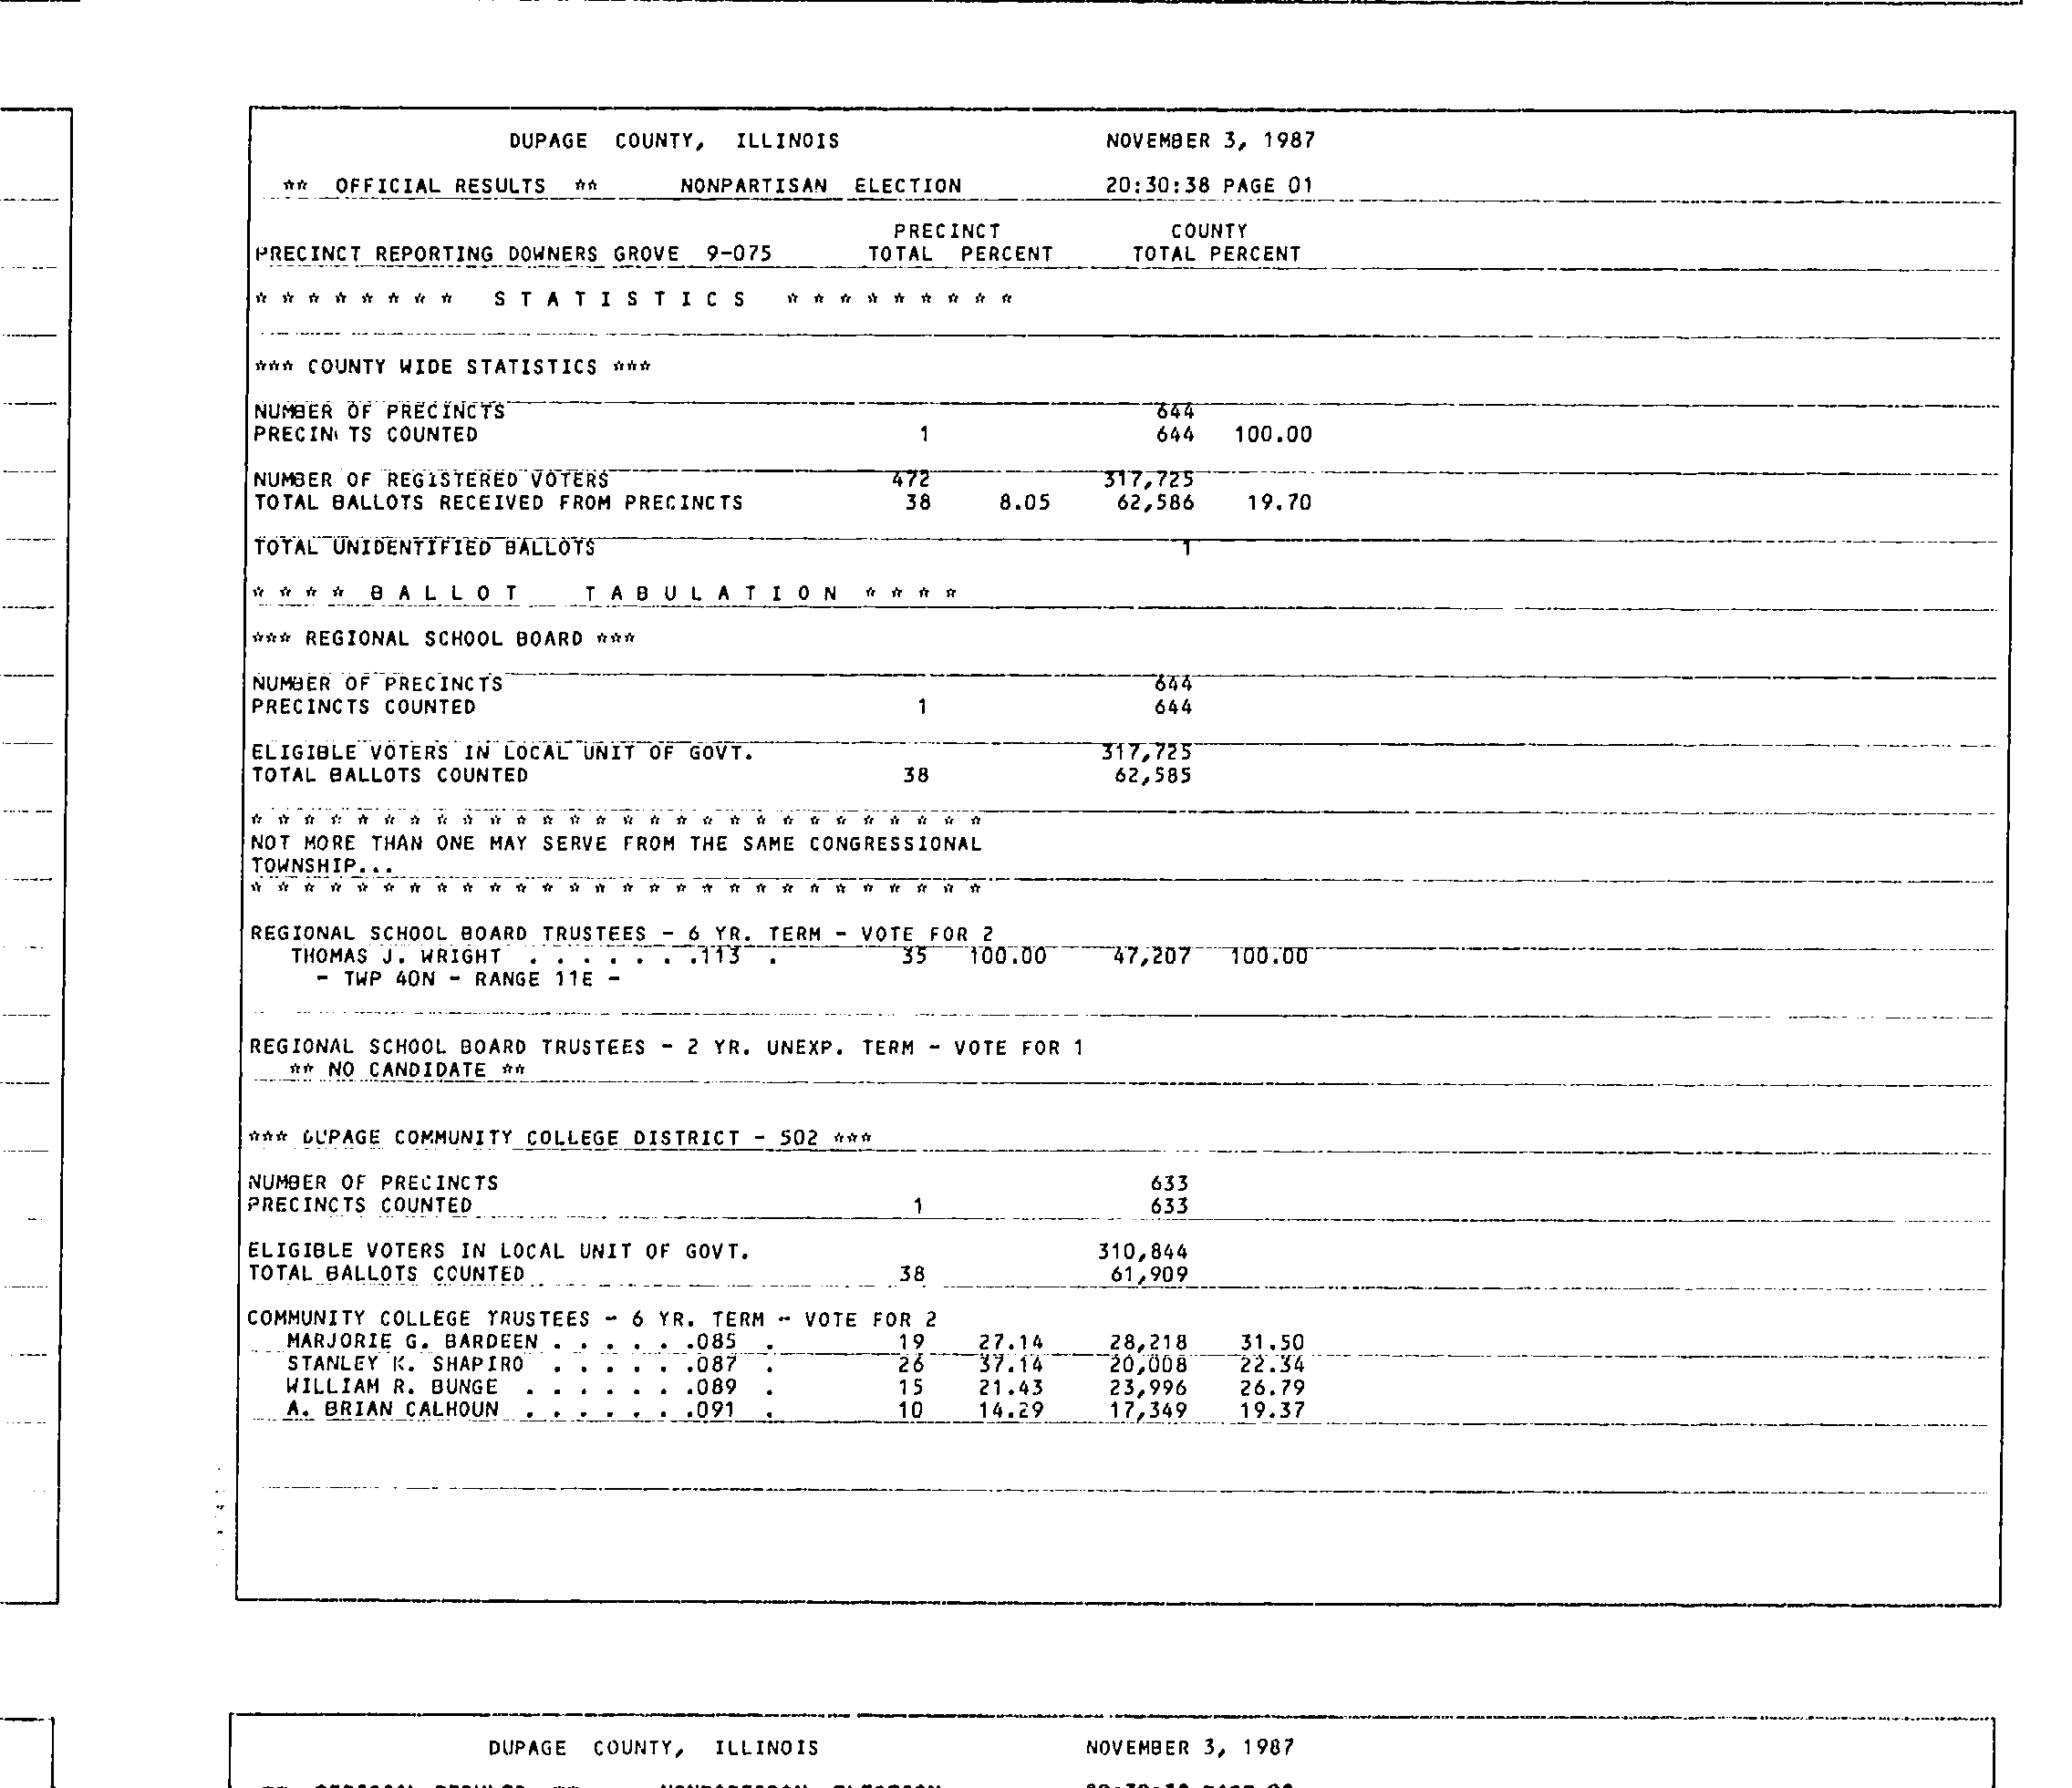 DUPAGE COUNTY, ILLINOIS NOVEMBER 3, 1987
** OFFICIAL RESULTS ** NONPARTISAN ELECTION 20:30:38 PAGE 01
PRECINCT COUNTY
PRECINCT REPORTING DOWNERS GROVE 9-075 TOTAL PERCENT TOTAL PERCENT
* * * * * * * * S T A T I S T I C S * * * * * * * * *
*** COUNTY WIDE STATISTICS ***
NUMBER OF PRECINCTS 644
PRECINCTS COUNTED 1 644 100.00
NUMBER OF REGISTERED VOTERS 472 317,725
TOTAL BALLOTS RECEIVED FROM PRECINCTS 38 8.05 62,586 19.70
TOTAL UNIDENTIFIED BALLOTS 1
* * * * B A L L O T T A B U L A T I O N * * * *
*** REGIONAL SCHOOL BOARD ***
NUMBER OF PRECINCTS 644
PRECINCTS COUNTED 1 644
ELIGIBLE VOTERS IN LOCAL UNIT OF GOVT. 317,725
TOTAL BALLOTS COUNTED 38 62,585
* * * * * * * * * * * * * * * * * * * * * * * * * * * *
NOT MORE THAN ONE MAY SERVE FROM THE SAME CONGRESSIONAL
TOWNSHIP...
* * * * * * * * * * * * * * * * * * * * * * * * * * * *
REGIONAL SCHOOL BOARD TRUSTEES - 6 YR. TERM - VOTE FOR 2
THOMAS J. WRIGHT . . . . . . .113 . 35 100.00 47,207 100.00
- TWP 40N - RANGE 11E -
REGIONAL SCHOOL BOARD TRUSTEES - 2 YR. UNEXP. TERM - VOTE FOR 1
** NO CANDIDATE **
*** DUPAGE COMMUNITY COLLEGE DISTRICT - 502 ***
NUMBER OF PRECINCTS 633
PRECINCTS COUNTED 1 633
ELIGIBLE VOTERS IN LOCAL UNIT OF GOVT. 310,844
TOTAL BALLOTS COUNTED 38 61,909
COMMUNITY COLLEGE TRUSTEES - 6 YR. TERM - VOTE FOR 2
MARJORIE G. BARDEEN . . . . . .085 . 19 27.14 28,218 31.50
STANLEY K. SHAPIRO . . . . . .087 . 26 37.14 20,008 22.34
WILLIAM R. BUNGE . . . . . . .089 . 15 21.43 23,996 26.79
A. BRIAN CALHOUN . . . . . . .091 . 10 14.29 17,349 19.37
DUPAGE COUNTY, ILLINOIS NOVEMBER 3, 1987